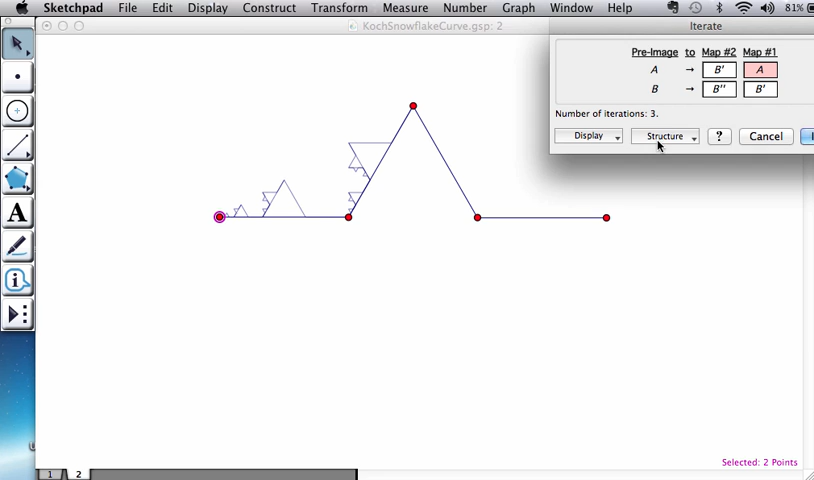 Sketchpad File Edit Display Construct Transform Measure Number Graph Window Help 81%
KochSnowflakeCurve.gsp: 2
Iterate
Pre-Image to Map #2 Map #1
A → B' A
B → B'' B'
Number of iterations: 3.
Display Structure ? Cancel
A
Selected: 2 Points
1 2